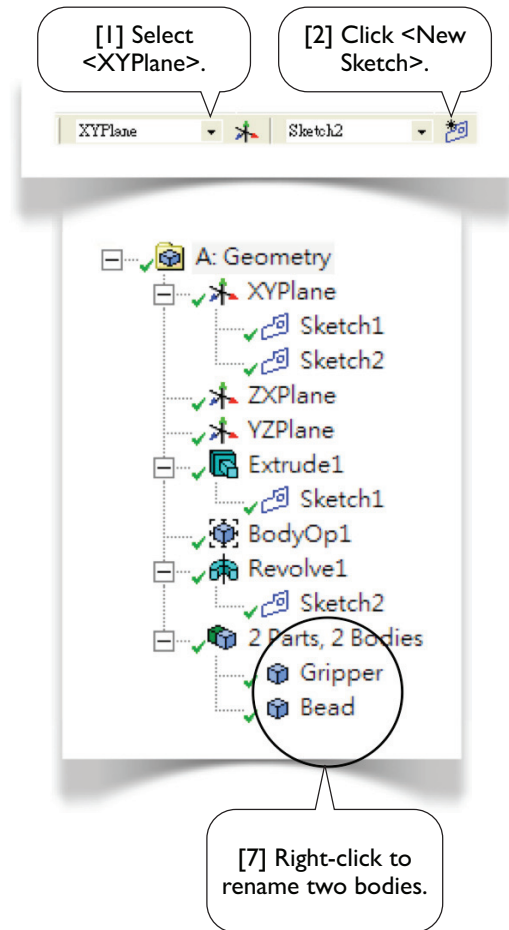 [1] Select
<XYPlane>.
[2] Click <New
Sketch>.
XYPlane
Sketch2
A: Geometry
XYPlane
Sketch1
Sketch2
ZXPlane
YZPlane
Extrude1
Sketch1
BodyOp1
Revolve1
Sketch2
2 Parts, 2 Bodies
Gripper
Bead
[7] Right-click to
rename two bodies.